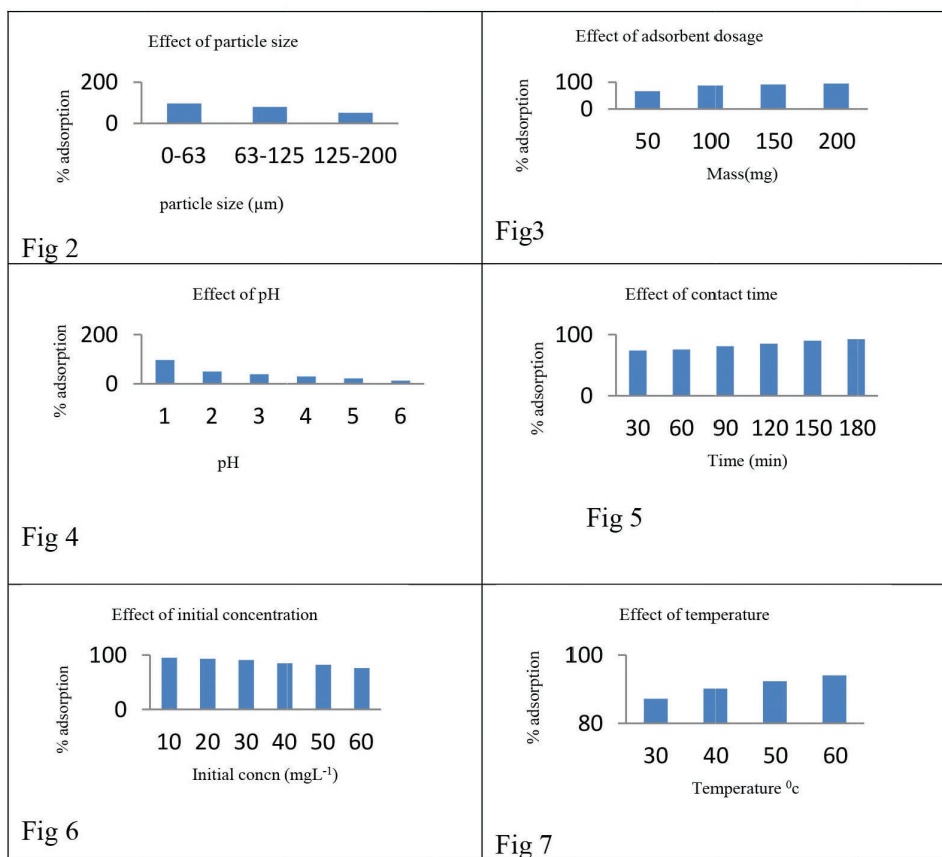 Effect of particle size
200
0
% adsorption
0-63 63-125 125-200
particle size (µm)
Fig 2
Effect of adsorbent dosage
100
0
% adsorption
50 100 150 200
Mass(mg)
Fig3
Effect of pH
200
0
% adsorption
1 2 3 4 5 6
pH
Fig 4
Effect of contact time
100
0
% adsorption
30 60 90 120 150 180
Time (min)
Fig 5
Effect of initial concentration
100
0
% adsorption
10 20 30 40 50 60
Initial concn (mgL⁻¹)
Fig 6
Effect of temperature
100
80
% adsorption
30 40 50 60
Temperature ⁰c
Fig 7